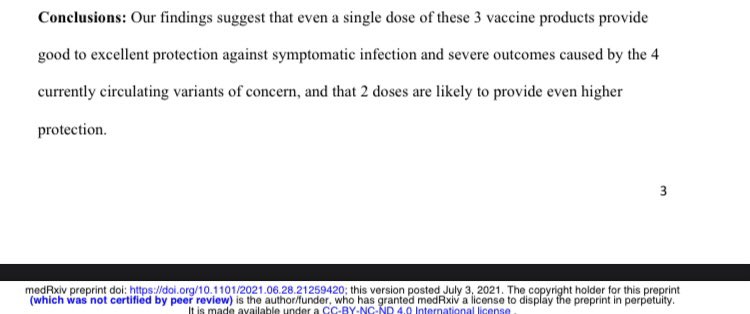 Conclusions: Our findings suggest that even a single dose of these 3 vaccine products provide
good to excellent protection against symptomatic infection and severe outcomes caused by the 4
currently circulating variants of concern, and that 2 doses are likely to provide even higher
protection.
3
medRxiv preprint doi: https://doi.org/10.1101/2021.06.28.21259420; this version posted July 3, 2021. The copyright holder for this preprint
(which was not certified by peer review) is the author/funder, who has granted medRxiv a license to display the preprint in perpetuity.
It is made available under a CC-BY-NC-ND 4.0 International license .